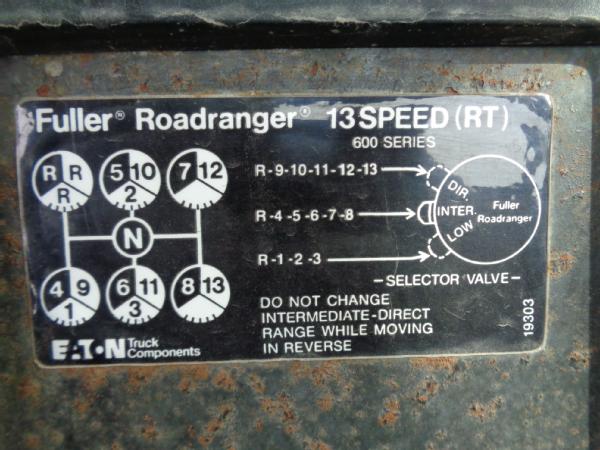 Fuller® Roadranger® 13 SPEED (RT)
600 SERIES
R R R
5 10 2
7 12
N
4 9 1
6 11 3
8 13
R-9-10-11-12-13
R-4-5-6-7-8
R-1-2-3
DIR.
INTER.
LOW
Fuller
Roadranger
-SELECTOR VALVE-
DO NOT CHANGE
INTERMEDIATE-DIRECT
RANGE WHILE MOVING
IN REVERSE
19303
EATON Truck
Components